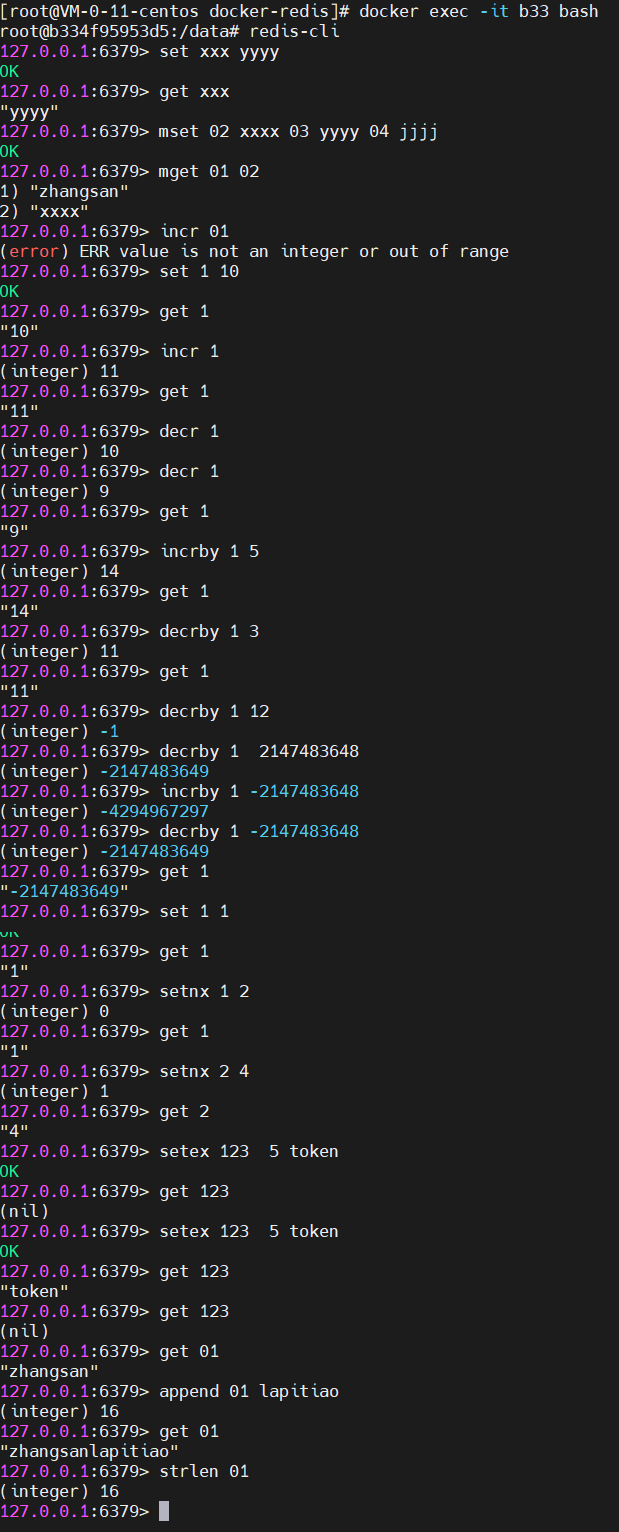 [root@VM-0-11-centos docker-redis]# docker exec -it b33 bash
root@b334f95953d5:/data# redis-cli
127.0.0.1:6379> set xxx yyyy
OK
127.0.0.1:6379> get xxx
"yyyy"
127.0.0.1:6379> mset 02 xxxx 03 yyyy 04 jjjj
OK
127.0.0.1:6379> mget 01 02
1) "zhangsan"
2) "xxxx"
127.0.0.1:6379> incr 01
(error) ERR value is not an integer or out of range
127.0.0.1:6379> set 1 10
OK
127.0.0.1:6379> get 1
"10"
127.0.0.1:6379> incr 1
(integer) 11
127.0.0.1:6379> get 1
"11"
127.0.0.1:6379> decr 1
(integer) 10
127.0.0.1:6379> decr 1
(integer) 9
127.0.0.1:6379> get 1
"9"
127.0.0.1:6379> incrby 1 5
(integer) 14
127.0.0.1:6379> get 1
"14"
127.0.0.1:6379> decrby 1 3
(integer) 11
127.0.0.1:6379> get 1
"11"
127.0.0.1:6379> decrby 1 12
(integer) -1
127.0.0.1:6379> decrby 1  2147483648
(integer) -2147483649
127.0.0.1:6379> incrby 1 -2147483648
(integer) -4294967297
127.0.0.1:6379> decrby 1 -2147483648
(integer) -2147483649
127.0.0.1:6379> get 1
"-2147483649"
127.0.0.1:6379> set 1 1
OK
127.0.0.1:6379> get 1
"1"
127.0.0.1:6379> setnx 1 2
(integer) 0
127.0.0.1:6379> get 1
"1"
127.0.0.1:6379> setnx 2 4
(integer) 1
127.0.0.1:6379> get 2
"4"
127.0.0.1:6379> setex 123  5 token
OK
127.0.0.1:6379> get 123
(nil)
127.0.0.1:6379> setex 123  5 token
OK
127.0.0.1:6379> get 123
"token"
127.0.0.1:6379> get 123
(nil)
127.0.0.1:6379> get 01
"zhangsan"
127.0.0.1:6379> append 01 lapitiao
(integer) 16
127.0.0.1:6379> get 01
"zhangsanlapitiao"
127.0.0.1:6379> strlen 01
(integer) 16
127.0.0.1:6379>